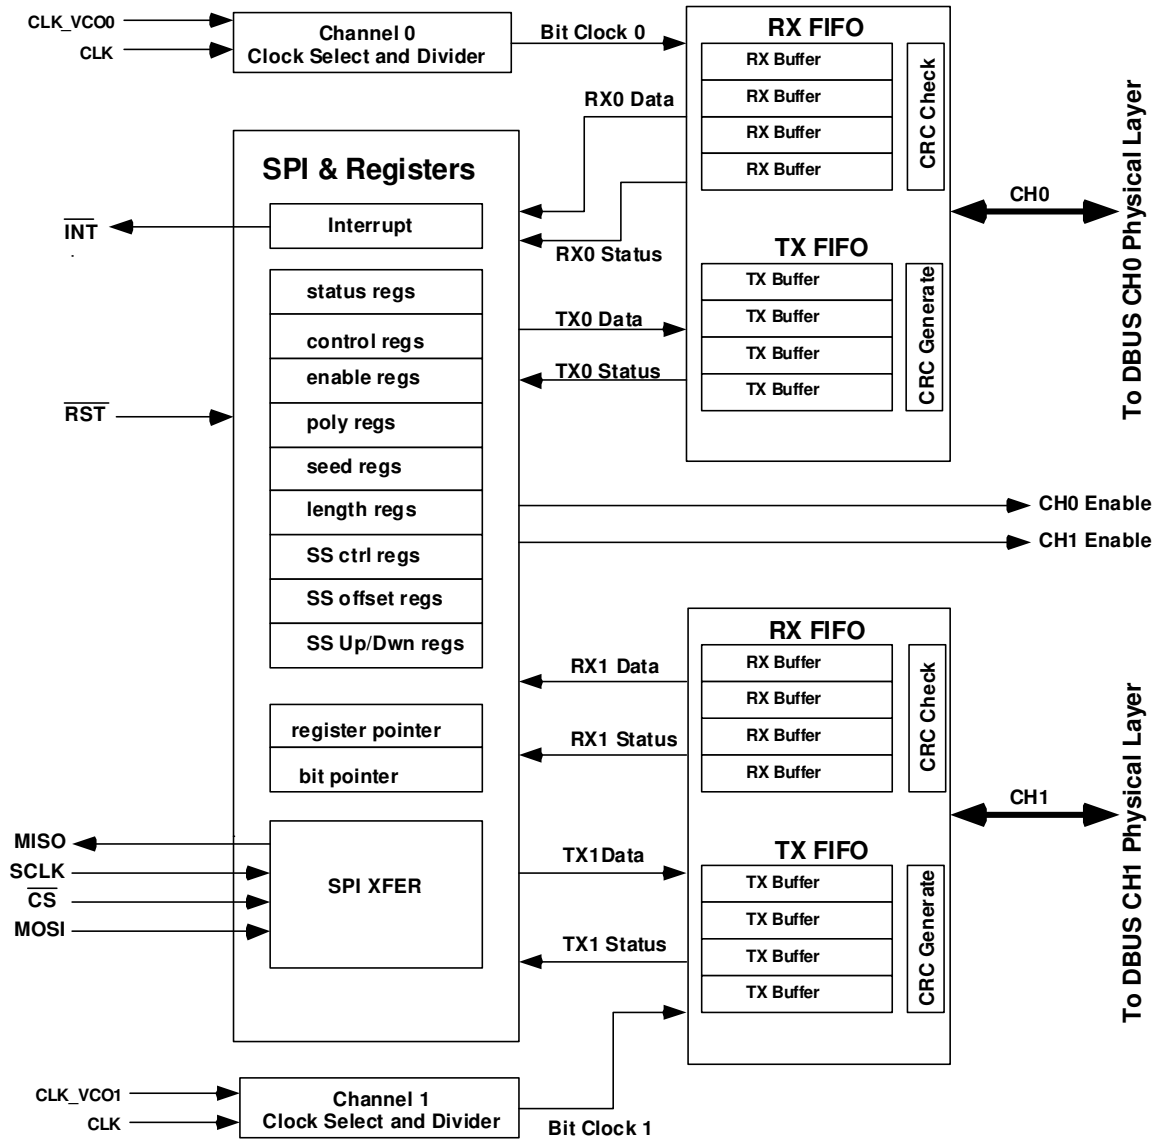 CLK_VCO0
CLK
Channel 0
Clock Select and Divider
Bit Clock 0
RX FIFO
RX Buffer
RX Buffer
RX Buffer
RX Buffer
CRC Check
RX0 Data
RX0 Status
TX FIFO
TX Buffer
TX Buffer
TX Buffer
TX Buffer
CRC Generate
TX0 Data
TX0 Status
CH0
To DBUS CH0 Physical Layer
SPI & Registers
Interrupt
INT
status regs
control regs
enable regs
poly regs
seed regs
length regs
SS ctrl regs
SS offset regs
SS Up/Dwn regs
RST
CH0 Enable
CH1 Enable
register pointer
bit pointer
MISO
SCLK
CS
MOSI
SPI XFER
RX1 Data
RX1 Status
RX FIFO
RX Buffer
RX Buffer
RX Buffer
RX Buffer
CRC Check
TX1Data
TX1 Status
TX FIFO
TX Buffer
TX Buffer
TX Buffer
TX Buffer
CRC Generate
CH1
To DBUS CH1 Physical Layer
CLK_VCO1
CLK
Channel 1
Clock Select and Divider
Bit Clock 1